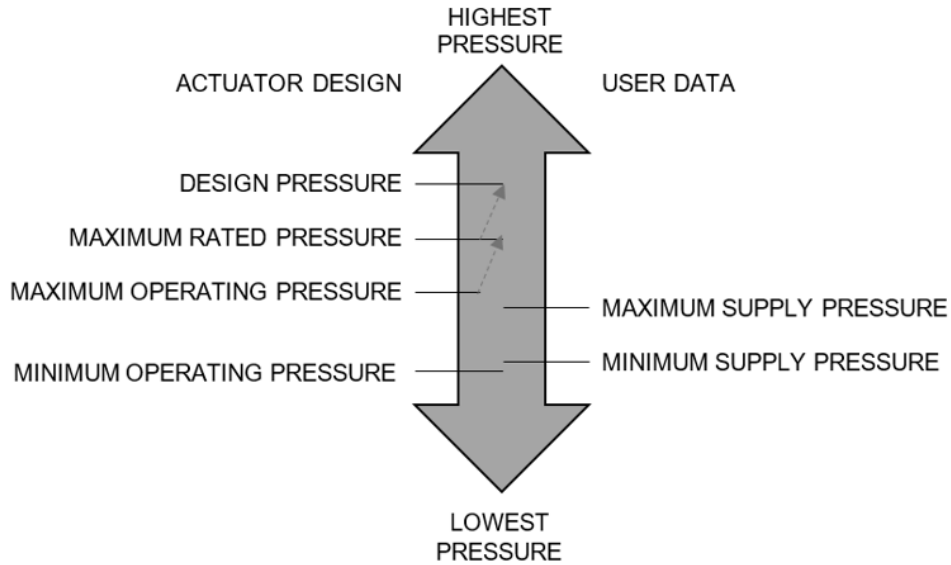 HIGHEST
PRESSURE
ACTUATOR DESIGN
USER DATA
DESIGN PRESSURE
MAXIMUM RATED PRESSURE
MAXIMUM OPERATING PRESSURE
MAXIMUM SUPPLY PRESSURE
MINIMUM SUPPLY PRESSURE
MINIMUM OPERATING PRESSURE
LOWEST
PRESSURE